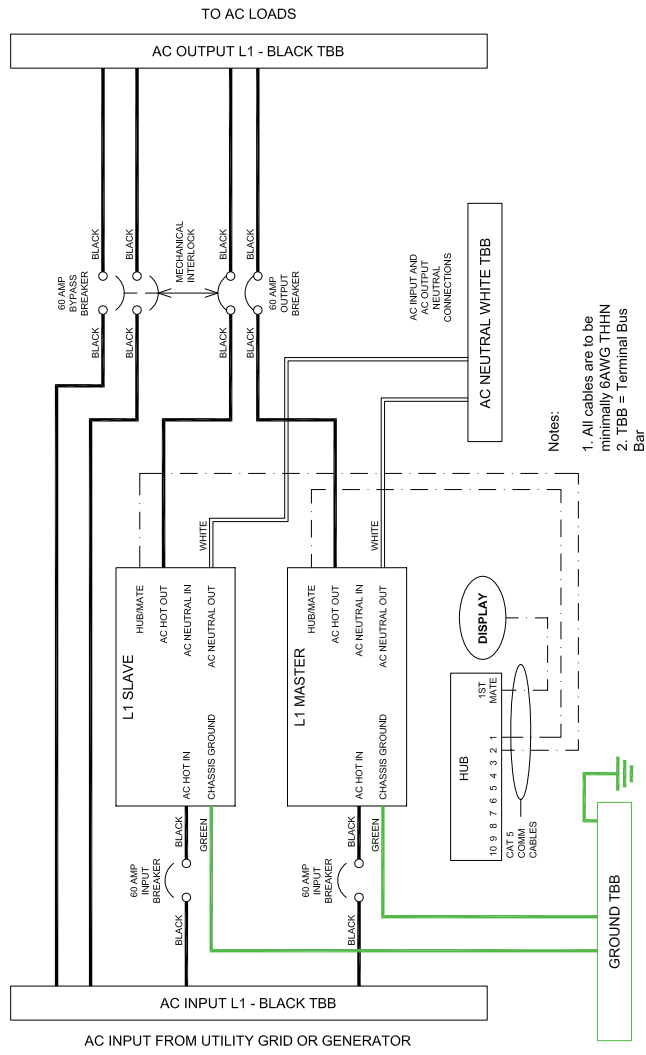 TO AC LOADS
AC OUTPUT L1 - BLACK TBB
BLACK
BLACK
BLACK
BLACK
60 AMP
BYPASS
BREAKER
MECHANICAL
INTERLOCK
60 AMP
OUTPUT
BREAKER
BLACK
BLACK
BLACK
BLACK
AC INPUT AND
AC OUTPUT
NEUTRAL
CONNECTIONS
AC NEUTRAL WHITE TBB
Notes:
1. All cables are to be
minimally 6AWG THHN
2. TBB = Terminal Bus
Bar
WHITE
WHITE
L1 SLAVE
HUB/MATE
AC HOT OUT
AC NEUTRAL IN
AC NEUTRAL OUT
AC HOT IN
CHASSIS GROUND
L1 MASTER
HUB/MATE
AC HOT OUT
AC NEUTRAL IN
AC NEUTRAL OUT
AC HOT IN
CHASSIS GROUND
DISPLAY
HUB
1ST
MATE
10 9 8 7 6 5 4 3 2 1
CAT 5
COMM
CABLES
BLACK
GREEN
60 AMP
INPUT
BREAKER
BLACK
BLACK
GREEN
60 AMP
INPUT
BREAKER
BLACK
GROUND TBB
AC INPUT L1 - BLACK TBB
AC INPUT FROM UTILITY GRID OR GENERATOR